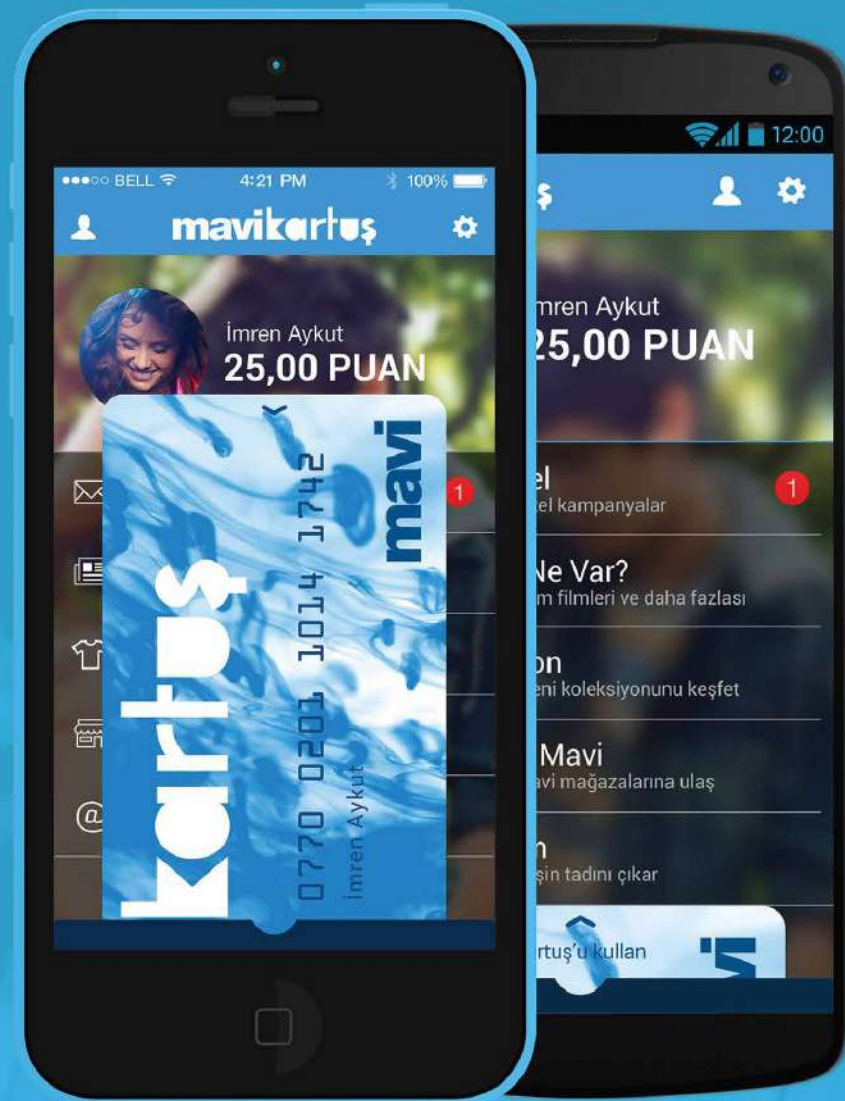 BELL
4:21 PM
100%
mavikartuş
İmren Aykut
25,00 PUAN
1
kartuş
0770 0201 1014 1742
İmren Aykut
mavi
12:00
ş
mren Aykut
25,00 PUAN
el
tel kampanyalar
1
Ne Var?
m filmleri ve daha fazlası
on
eni koleksiyonunu keşfet
Mavi
avi mağazalarına ulaş
şin tadını çıkar
rtuş'u kullan